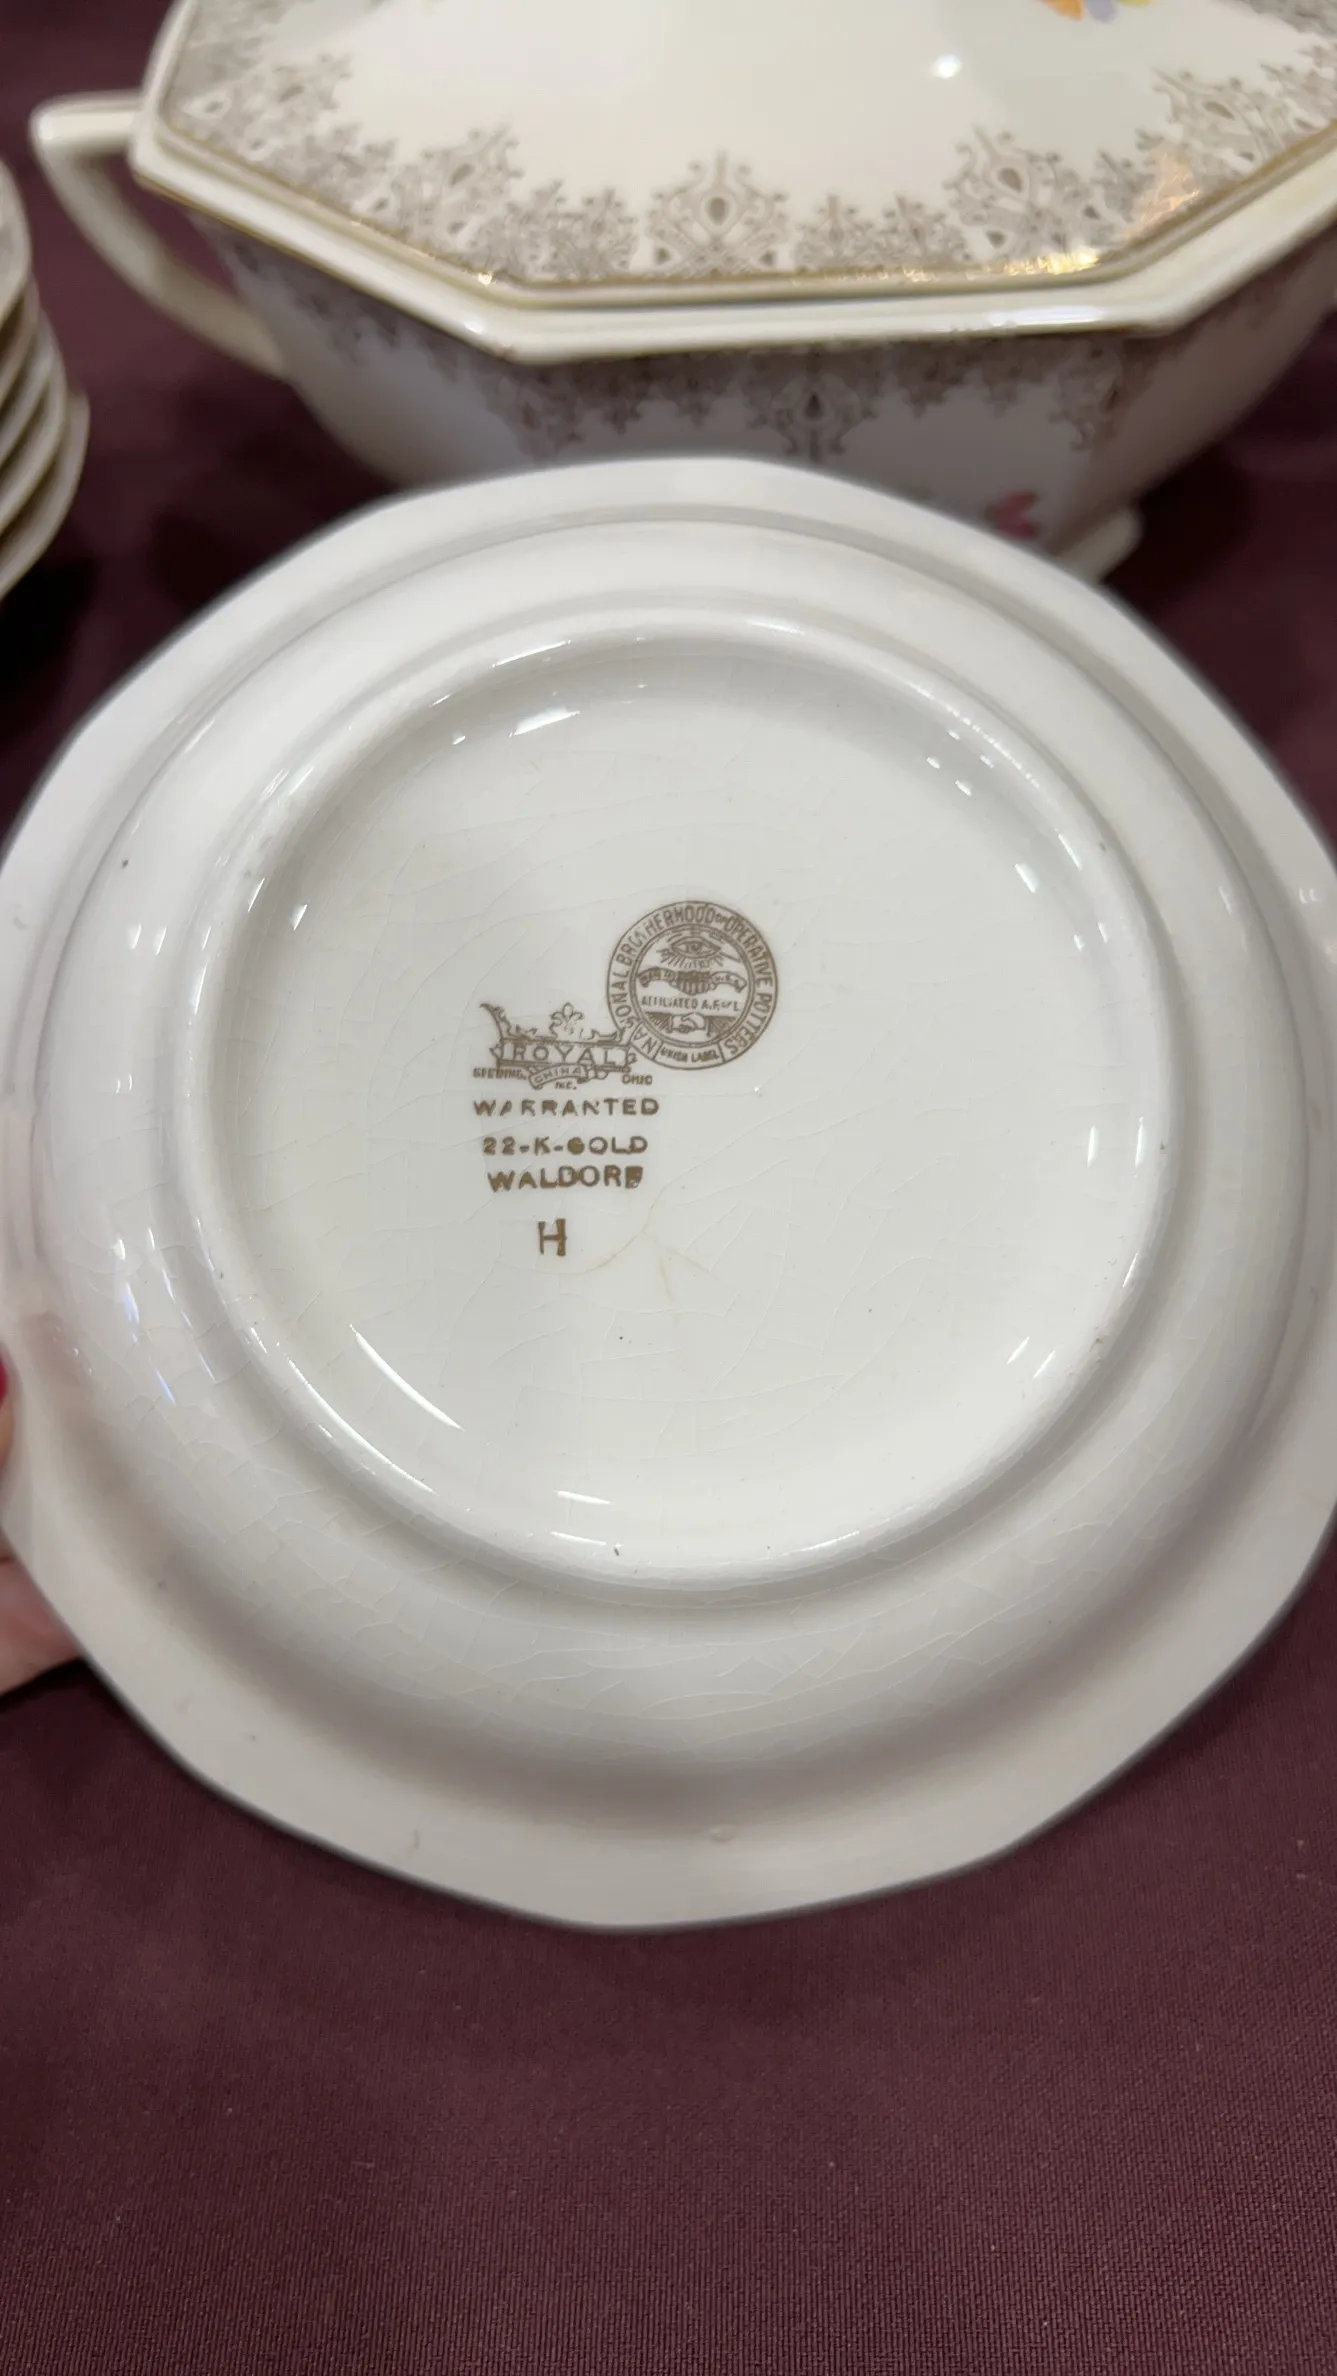 NATIONAL BROTHERHOOD OF OPERATIVE POTTERS
AFFILIATED A.F. of L.
UNION LABEL
ROYAL
SEBRING, CHINA OHIO
INC.
WARRANTED
22-K-GOLD
WALDORF
H